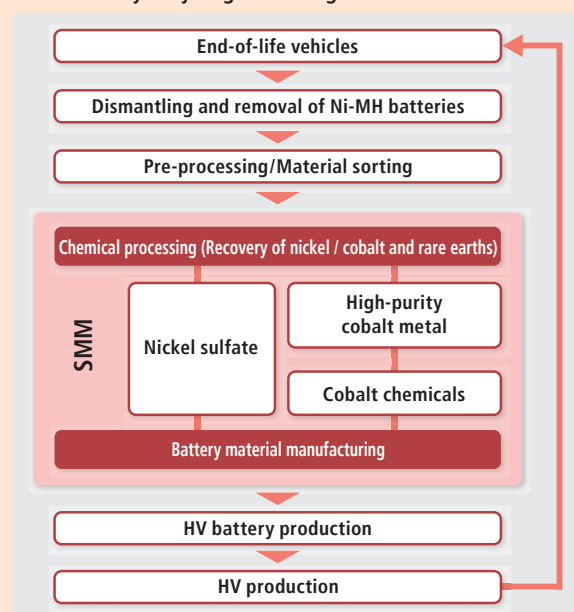 End-of-life vehicles
Dismantling and removal of Ni-MH batteries
Pre-processing/Material sorting
SMM
Chemical processing (Recovery of nickel / cobalt and rare earths)
Nickel sulfate
High-purity
cobalt metal
Cobalt chemicals
Battery material manufacturing
HV battery production
HV production